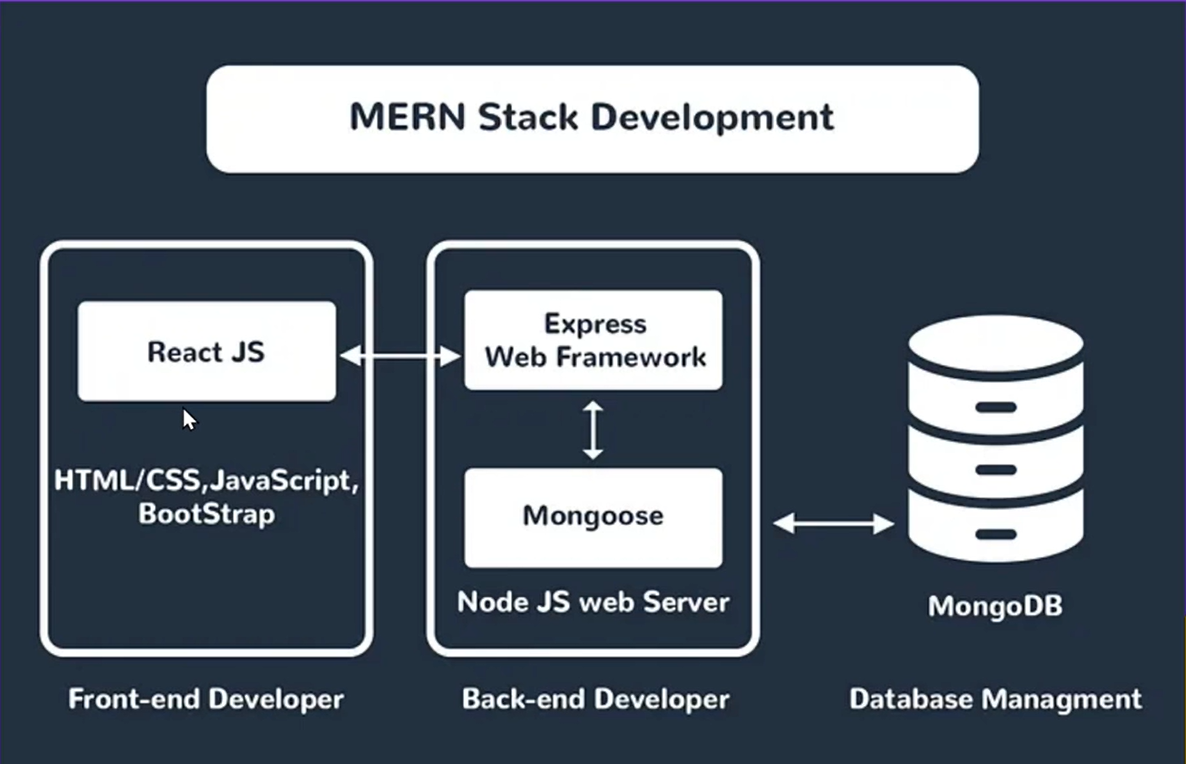 MERN Stack Development
React JS
HTML/CSS,JavaScript,
BootStrap
Front-end Developer
Express
Web Framework
Mongoose
Node JS web Server
Back-end Developer
MongoDB
Database Managment